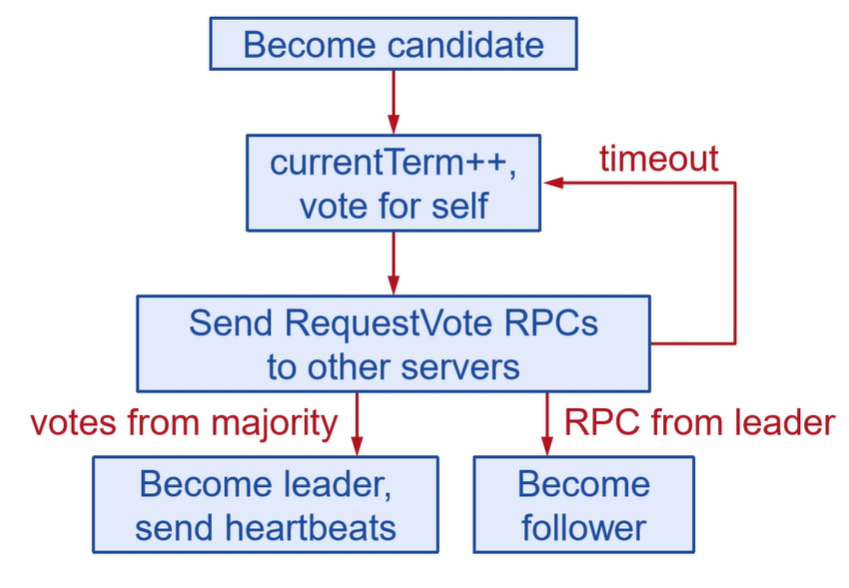 Become candidate
currentTerm++,
vote for self
timeout
Send RequestVote RPCs
to other servers
votes from majority
RPC from leader
Become leader,
send heartbeats
Become
follower